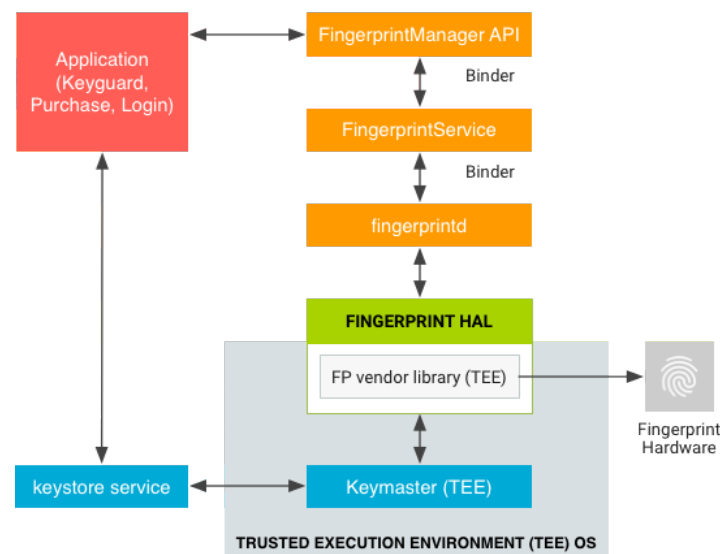 Application
(Keyguard,
Purchase, Login)
FingerprintManager API
Binder
FingerprintService
Binder
fingerprintd
FINGERPRINT HAL
FP vendor library (TEE)
Fingerprint
Hardware
keystore service
Keymaster (TEE)
TRUSTED EXECUTION ENVIRONMENT (TEE) OS